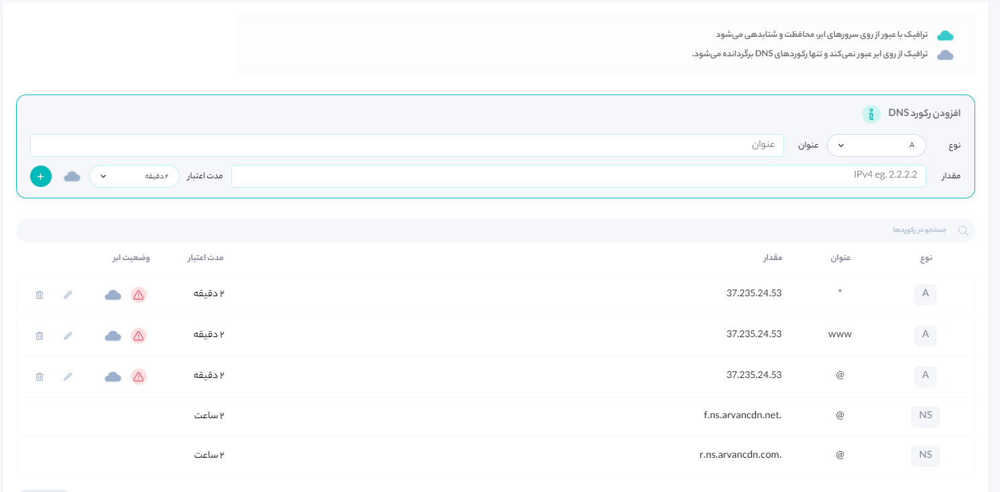 ترافیک با عبور از روی سرورهای ابر، محافظت و شتابدهی می‌شود
ترافیک از روی ابر عبور نمی‌کند و تنها رکوردهای DNS برگردانده می‌شود.
افزودن رکورد DNS
نوع A عنوان عنوان
مقدار IPv4 eg. 2.2.2.2 مدت اعتبار ۲ دقیقه
جستجو در رکوردها
نوع عنوان مقدار مدت اعتبار وضعیت ابر
A * 37.235.24.53 ۲ دقیقه
A www 37.235.24.53 ۲ دقیقه
A @ 37.235.24.53 ۲ دقیقه
NS @ f.ns.arvancdn.net. ۲ ساعت
NS @ r.ns.arvancdn.com. ۲ ساعت